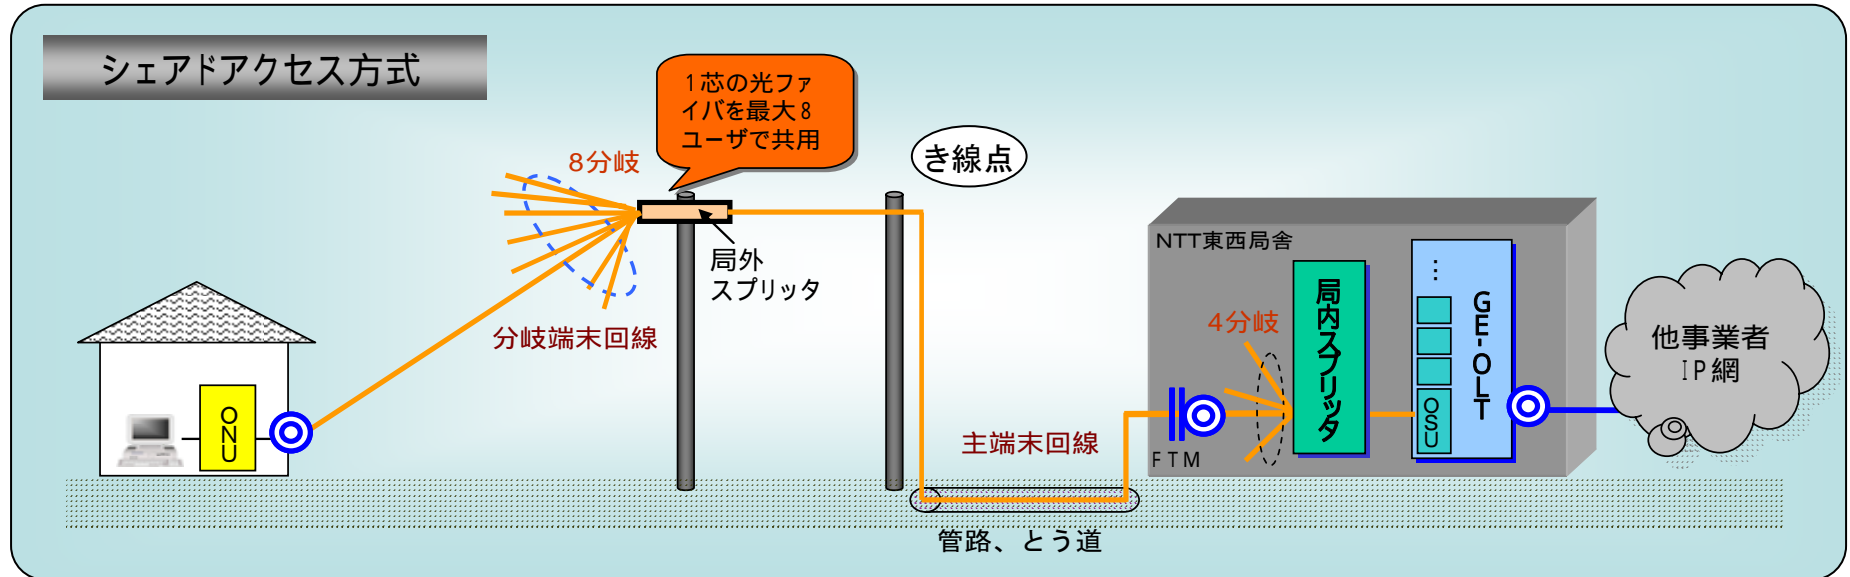 シェアドアクセス方式
1芯の光ファ
イバを最大8
ユーザで共用
8分岐
き線点
局外
スプリッタ
分岐端末回線
ONU
主端末回線
管路、とう道
NTT東西局舎
4分岐
局内スプリッタ
FTM
⋮
GE-OLT
OSU
他事業者
IP網